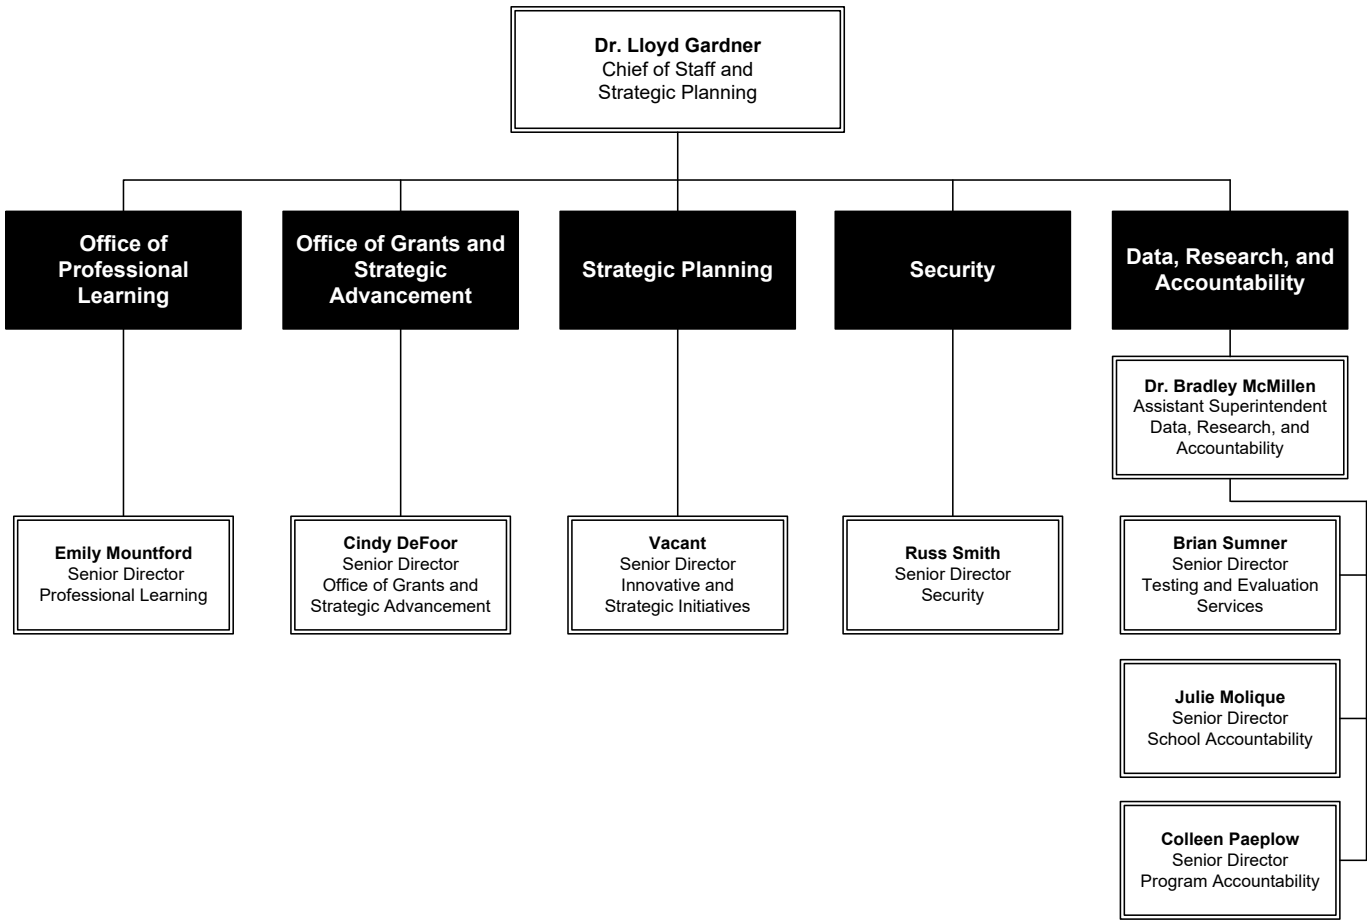 Dr. Lloyd Gardner
Chief of Staff and
Strategic Planning
Office of
Professional
Learning
Office of Grants and
Strategic
Advancement
Strategic Planning
Security
Data, Research, and
Accountability
Dr. Bradley McMillen
Assistant Superintendent
Data, Research, and
Accountability
Emily Mountford
Senior Director
Professional Learning
Cindy DeFoor
Senior Director
Office of Grants and
Strategic Advancement
Vacant
Senior Director
Innovative and
Strategic Initiatives
Russ Smith
Senior Director
Security
Brian Sumner
Senior Director
Testing and Evaluation
Services
Julie Molique
Senior Director
School Accountability
Colleen Paeplow
Senior Director
Program Accountability